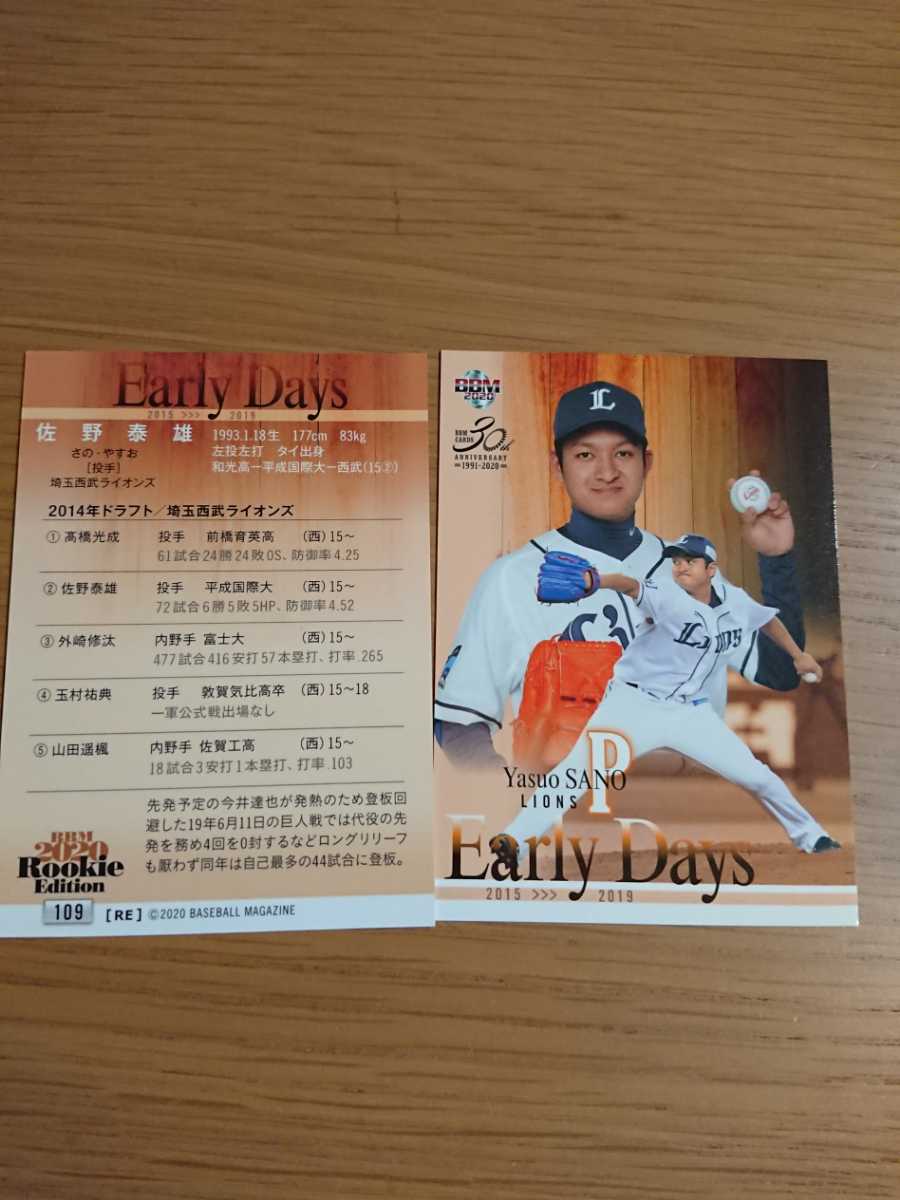 Early Days
2015 >>> 2019
佐野泰雄 1993.1.18生 177cm 83kg
さの・やすお 左投左打 タイ出身
[投手] 和光高ー平成国際大ー西武(15②)
埼玉西武ライオンズ
2014年ドラフト/埼玉西武ライオンズ
①髙橋光成 投手 前橋育英高 (西)15〜
61試合24勝24敗0S、防御率4.25
②佐野泰雄 投手 平成国際大 (西)15〜
72試合6勝5敗5HP、防御率4.52
③外崎修汰 内野手 富士大 (西)15〜
477試合416安打57本塁打、打率.265
④玉村祐典 投手 敦賀気比高卒 (西)15〜18
一軍公式戦出場なし
⑤山田遥楓 内野手 佐賀工高 (西)15〜
18試合3安打1本塁打、打率.103
先発予定の今井達也が発熱のため登板回
避した19年6月11日の巨人戦では代役の先
発を務め4回を0封するなどロングリリーフ
も厭わず同年は自己最多の44試合に登板。
BBM
2020
Rookie
Edition
109 [RE] ©2020 BASEBALL MAGAZINE
BBM
2020
BBM
CARDS
30th
ANNIVERSARY
1991-2020
L
Lions
P
Yasuo SANO
LIONS
Early Days
2015 >>> 2019